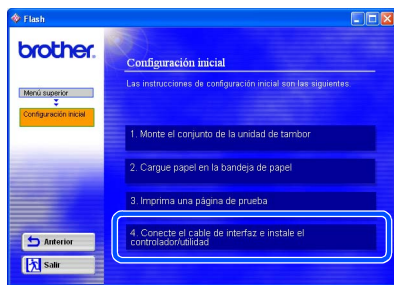 Flash
brother
Configuración inicial
Las instrucciones de configuración inicial son las siguientes.
Menú superior
Configuración inicial
1. Monte el conjunto de la unidad de tambor
2. Cargue papel en la bandeja de papel
3. Imprima una página de prueba
4. Conecte el cable de interfaz e instale el
controlador/utilidad
Anterior
Salir